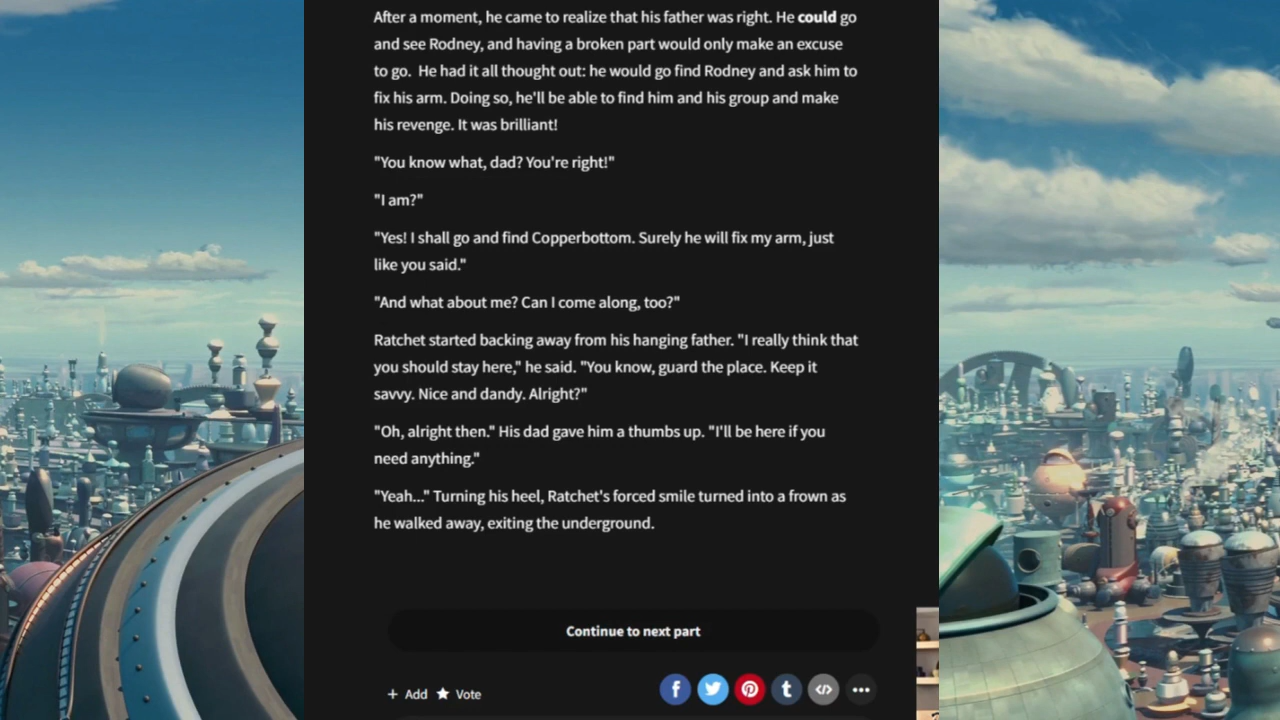 After a moment, he came to realize that his father was right. He could go
and see Rodney, and having a broken part would only make an excuse
to go.  He had it all thought out: he would go find Rodney and ask him to
fix his arm. Doing so, he'll be able to find him and his group and make
his revenge. It was brilliant!
"You know what, dad? You're right!"
"I am?"
"Yes! I shall go and find Copperbottom. Surely he will fix my arm, just
like you said."
"And what about me? Can I come along, too?"
Ratchet started backing away from his hanging father. "I really think that
you should stay here," he said. "You know, guard the place. Keep it
savvy. Nice and dandy. Alright?"
"Oh, alright then." His dad gave him a thumbs up. "I'll be here if you
need anything."
"Yeah..." Turning his heel, Ratchet's forced smile turned into a frown as
he walked away, exiting the underground.
Continue to next part
+ Add ★ Vote